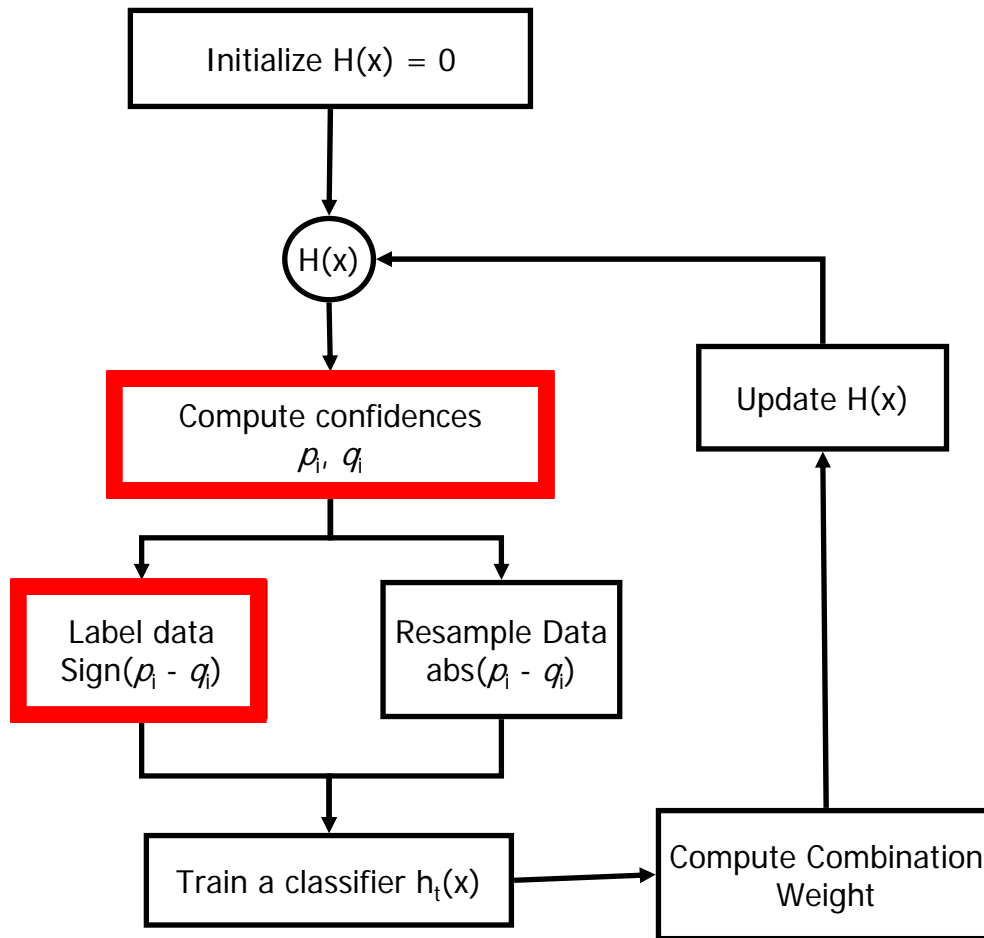 Initialize H(x) = 0
H(x)
Compute confidences
pi, qi
Update H(x)
Label data
Sign(pi - qi)
Resample Data
abs(pi - qi)
Train a classifier ht(x)
Compute Combination
Weight